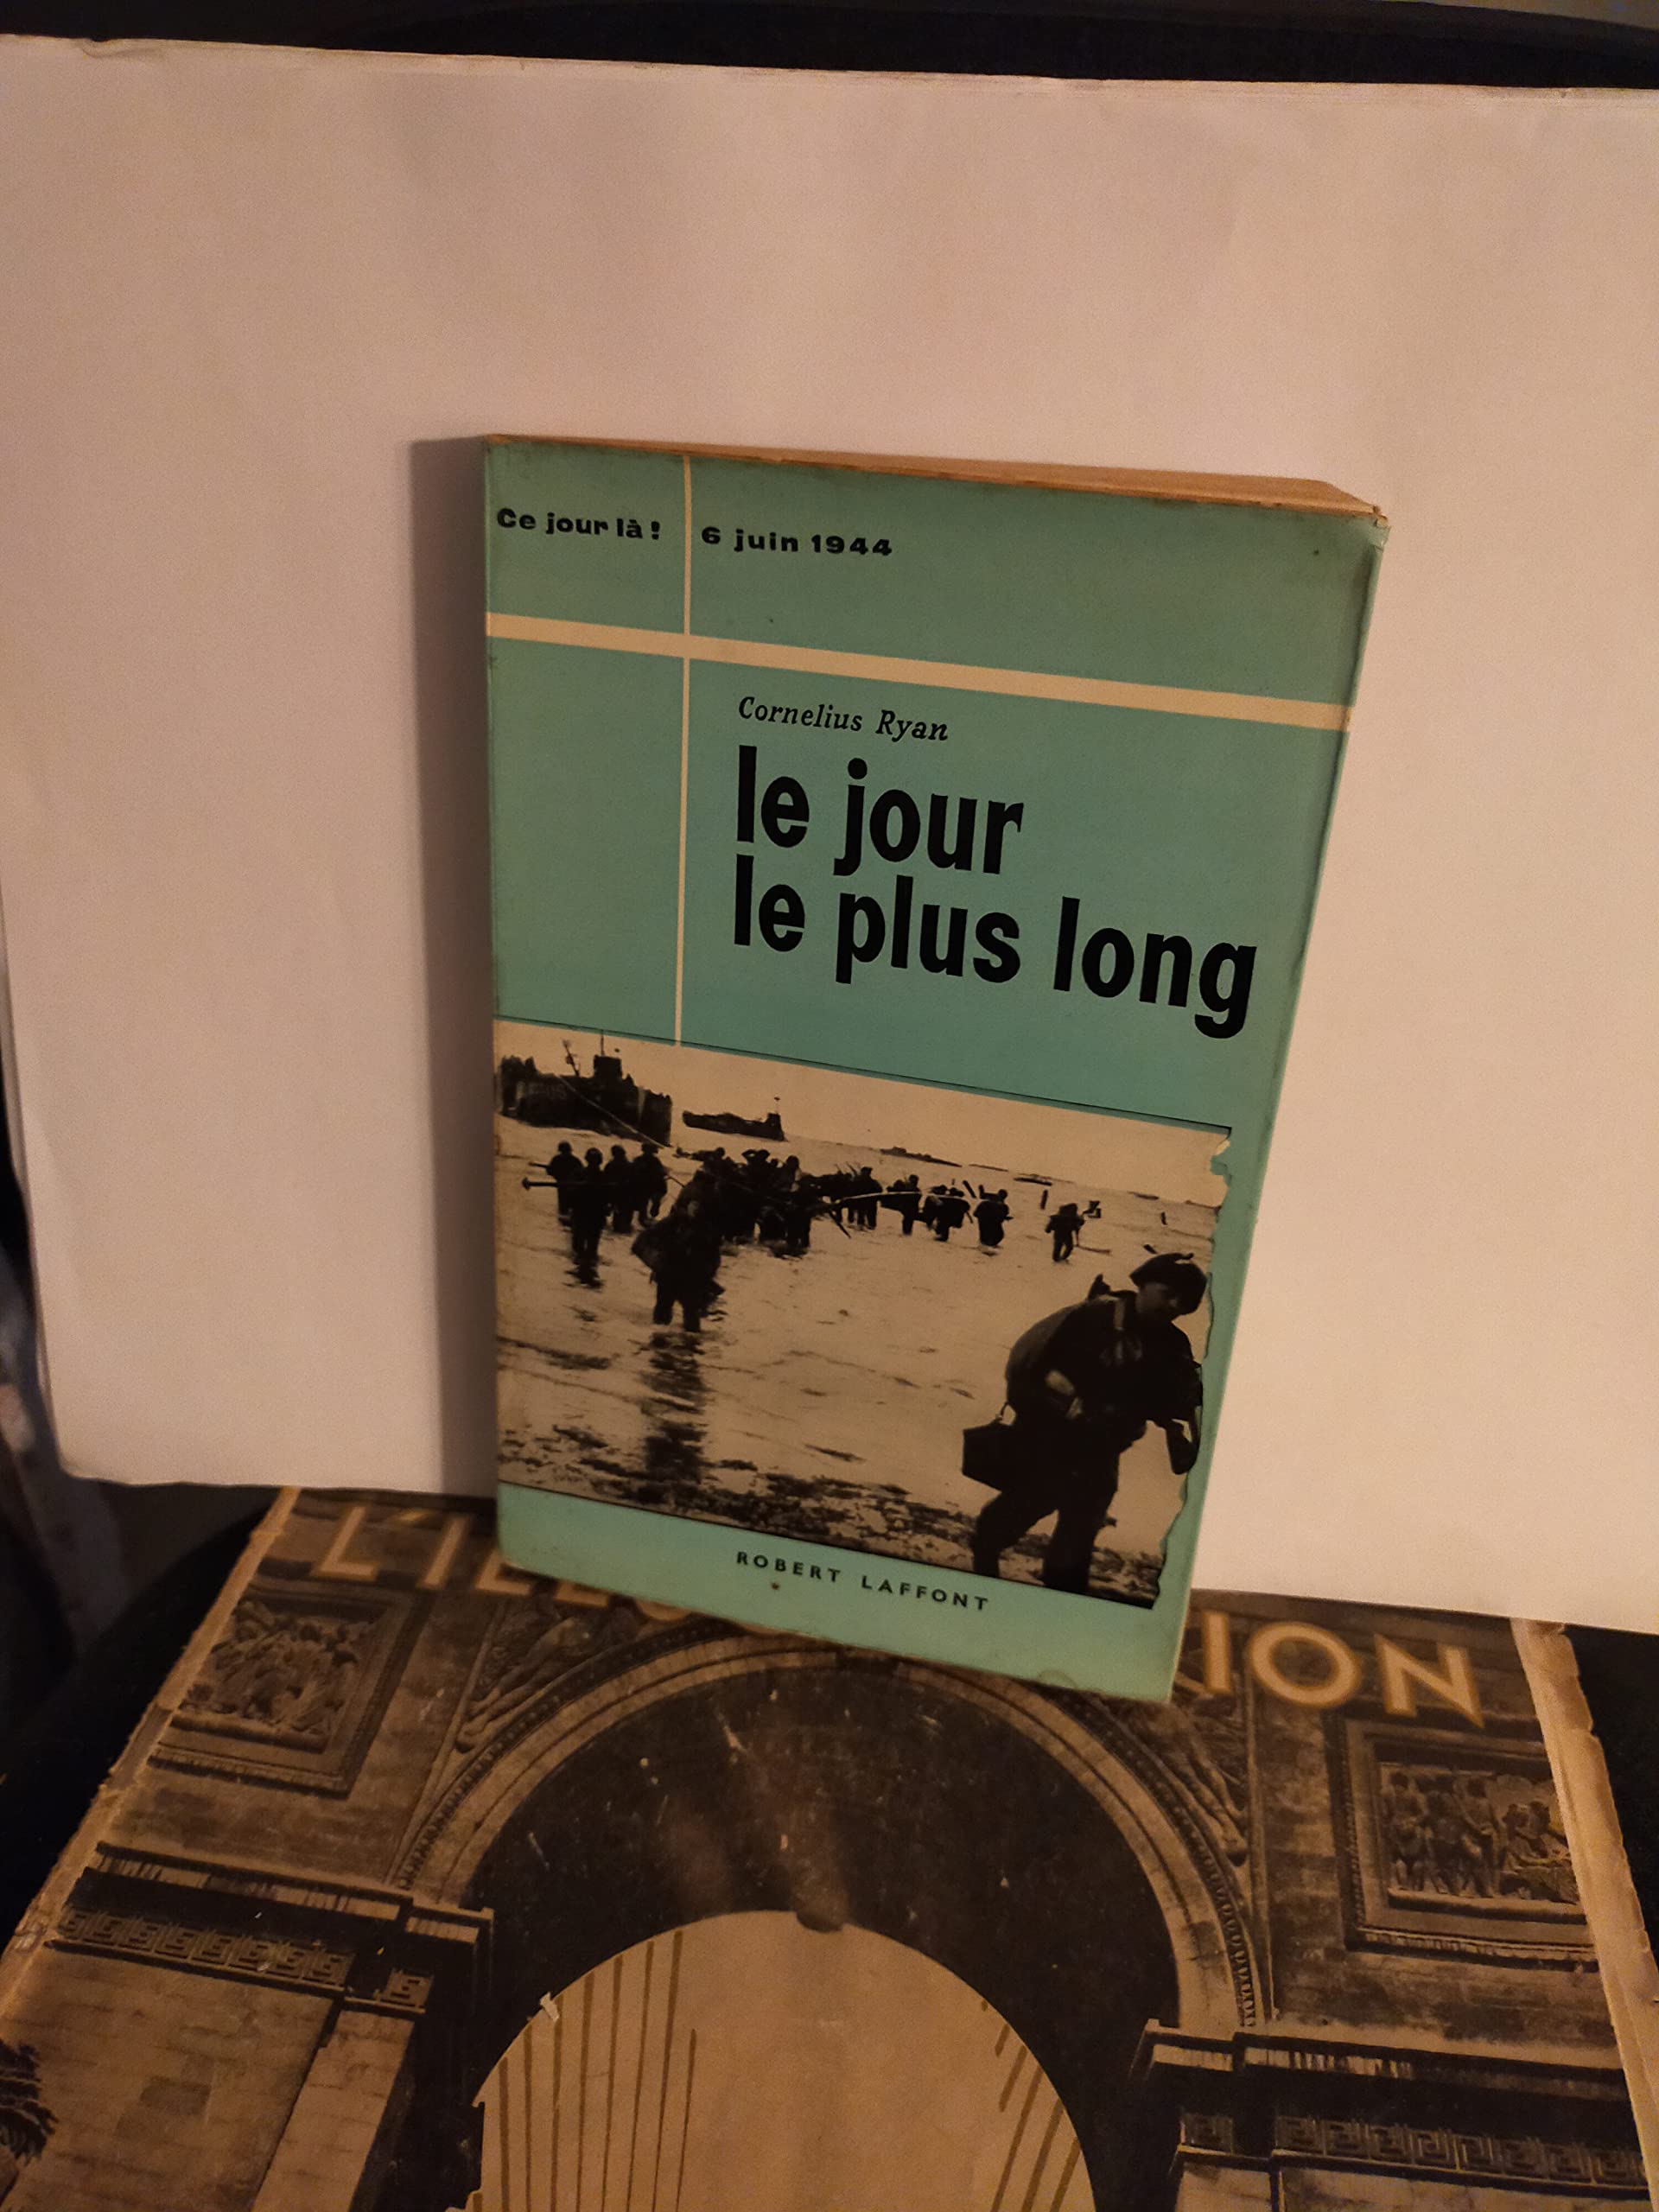 Ce jour là ! 6 juin 1944
Cornelius Ryan
le jour
le plus long
ROBERT LAFFONT